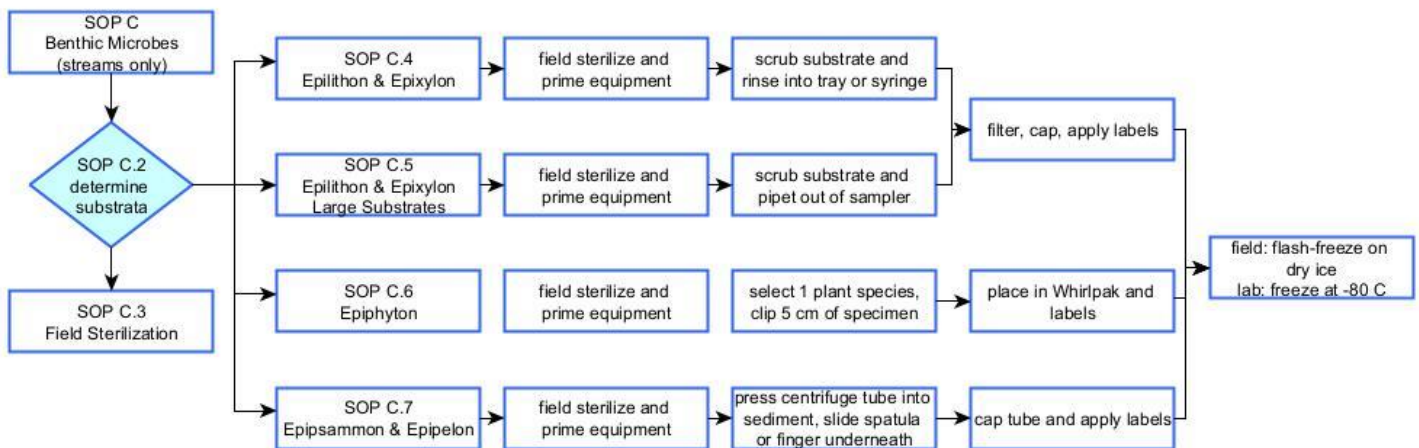 SOP C
Benthic Microbes
(streams only)
SOP C.2
determine
substrata
SOP C.3
Field Sterilization
SOP C.4
Epilithon & Epixylon
field sterilize and
prime equipment
scrub substrate and
rinse into tray or syringe
SOP C.5
Epilithon & Epixylon
Large Substrates
field sterilize and
prime equipment
scrub substrate and
pipet out of sampler
filter, cap, apply labels
SOP C.6
Epiphyton
field sterilize and
prime equipment
select 1 plant species,
clip 5 cm of specimen
place in Whirlpak and
labels
SOP C.7
Epipsammon & Epipelon
field sterilize and
prime equipment
press centrifuge tube into
sediment, slide spatula
or finger underneath
cap tube and apply labels
field: flash-freeze on
dry ice
lab: freeze at -80 C